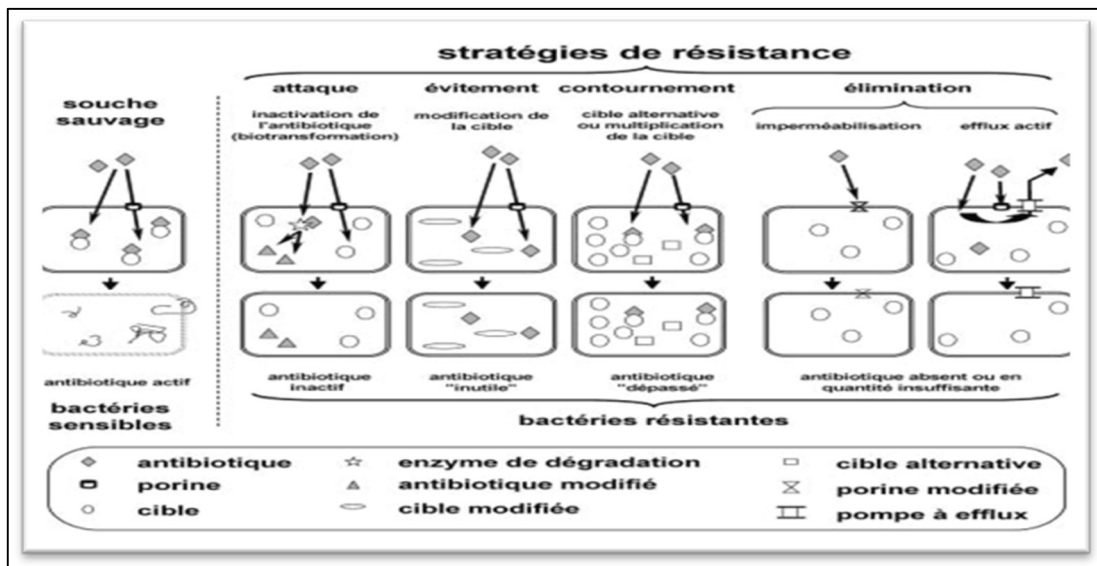 stratégies de résistance
souche
sauvage
attaque
inactivation de
l'antibiotique
(biotransformation)
évitement
modification de
la cible
contournement
cible alternative
ou multiplication
de la cible
élimination
imperméabilisation
efflux actif
antibiotique actif
bactéries
sensibles
antibiotique
inactif
antibiotique
"inutile"
antibiotique
"dépassé"
antibiotique absent ou en
quantité insuffisante
bactéries résistantes
antibiotique
porine
cible
enzyme de dégradation
antibiotique modifié
cible modifiée
cible alternative
porine modifiée
pompe à efflux